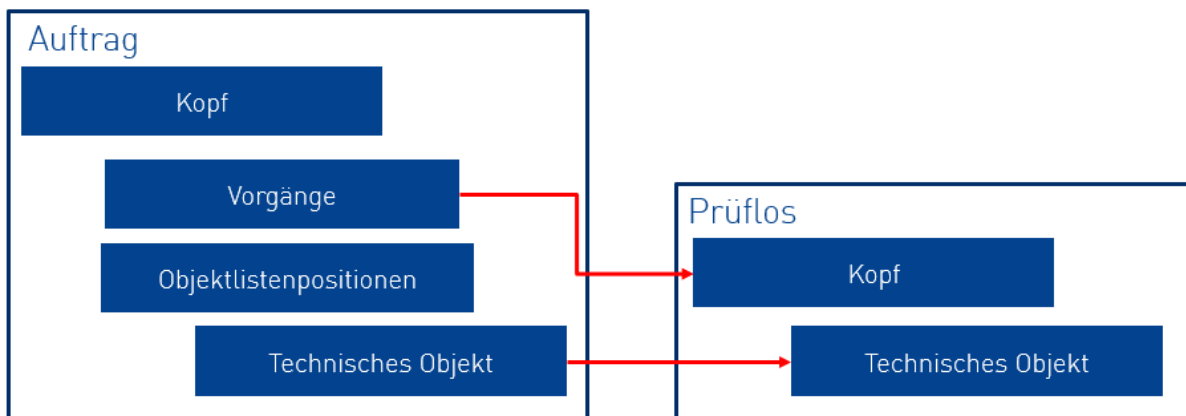 Auftrag
Kopf
Vorgänge
Objektlistenpositionen
Technisches Objekt
Prüflos
Kopf
Technisches Objekt